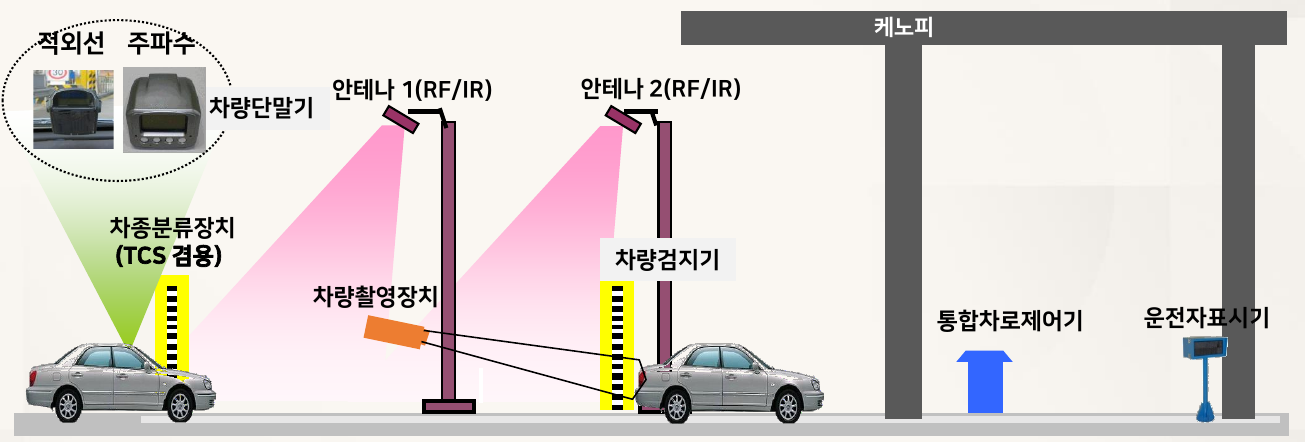 케노피
적외선 주파수
차량단말기
안테나 1(RF/IR)
안테나 2(RF/IR)
차종분류장치
(TCS 겸용)
차량검지기
차량촬영장치
통합차로제어기
운전자표시기
30